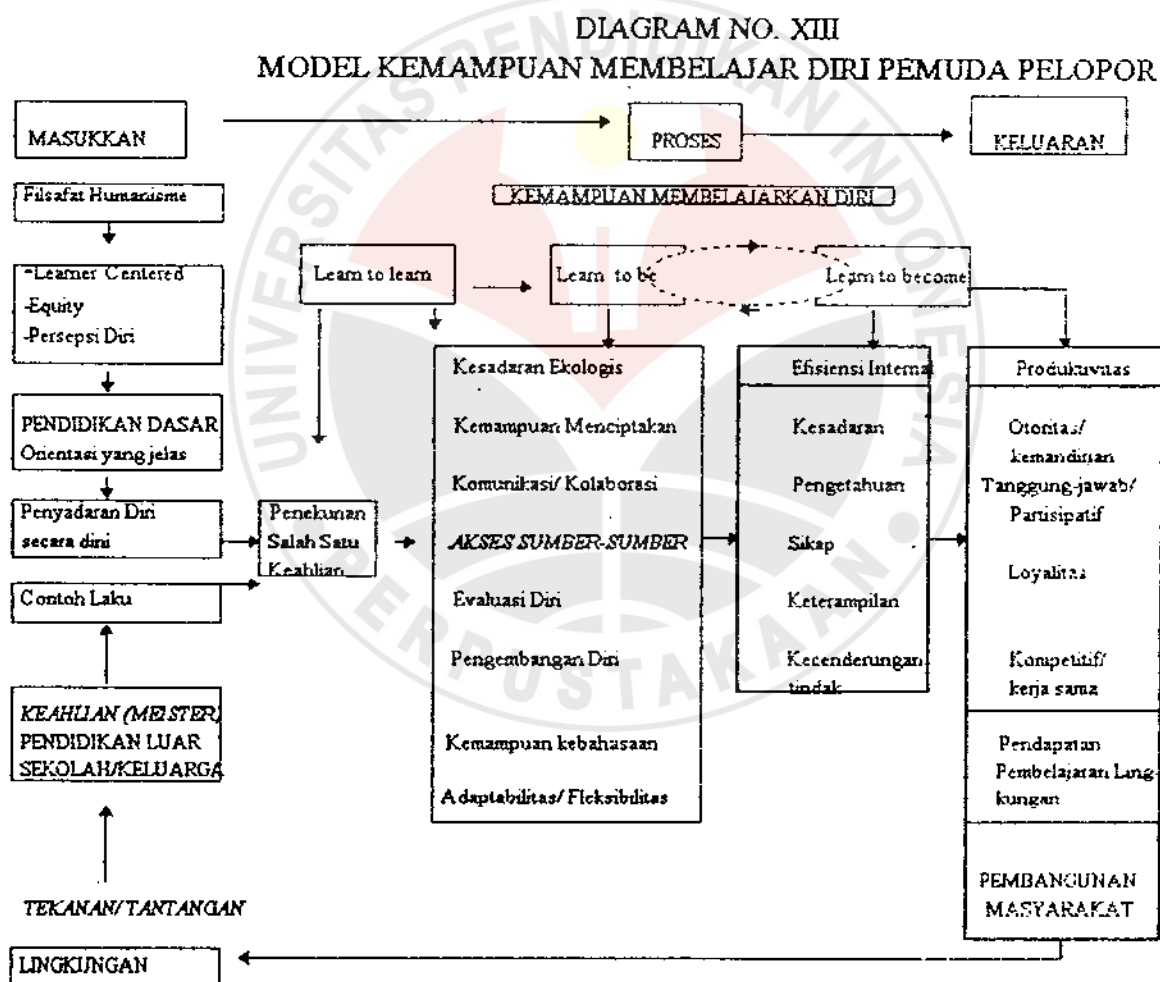 DIAGRAM NO. XIII
MODEL KEMAMPUAN MEMBELAJAR DIRI PEMUDA PELOPOR
MASUKKAN
PROSES
KELUARAN
Filsafat Humanisme
KEMAMPUAN MEMBELAJARKAN DIRI
-Learner Centered
-Equity
-Persepsi Diri
Learn to learn
Learn to be
Learn to become
PENDIDIKAN DASAR
Orientasi yang jelas
Penyadaran Diri
secara dini
Contoh Laku
Penekunan
Salah Satu
Keahlian
KEAHLIAN (MEISTER)
PENDIDIKAN LUAR
SEKOLAH/KELUARGA
TEKANAN/TANTANGAN
LINGKUNGAN
Kesadaran Ekologis
Kemampuan Menciptakan
Komunikasi/ Kolaborasi
AKSES SUMBER-SUMBER
Evaluasi Diri
Pengembangan Diri
Kemampuan kebahasaan
Adaptabilitas/ Fleksibilitas
Efisiensi Internal
Kesadaran
Pengetahuan
Sikap
Keterampilan
Kecenderungan
tindak
Produktivitas
Otoritas/
kemandirian
Tanggung-jawab/
Partisipatif
Loyalitas
Kompetitif/
kerja sama
Pendapatan
Pembelajaran Ling-
kungan
PEMBANGUNAN
MASYARAKAT
UNIVERSITAS PENDIDIKAN INDONESIA
PERPUSTAKAAN